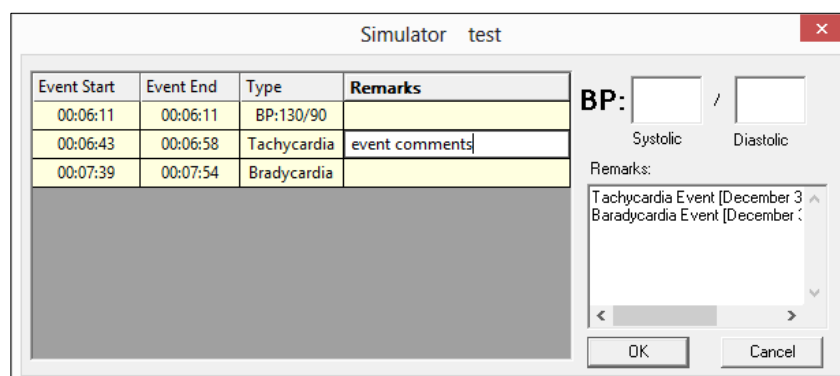 Simulator test
Event Start Event End Type Remarks
00:06:11 00:06:11 BP:130/90
00:06:43 00:06:58 Tachycardia event comments
00:07:39 00:07:54 Bradycardia
BP: /
Systolic Diastolic
Remarks:
Tachycardia Event [December 3
Baradycardia Event [December
OK Cancel